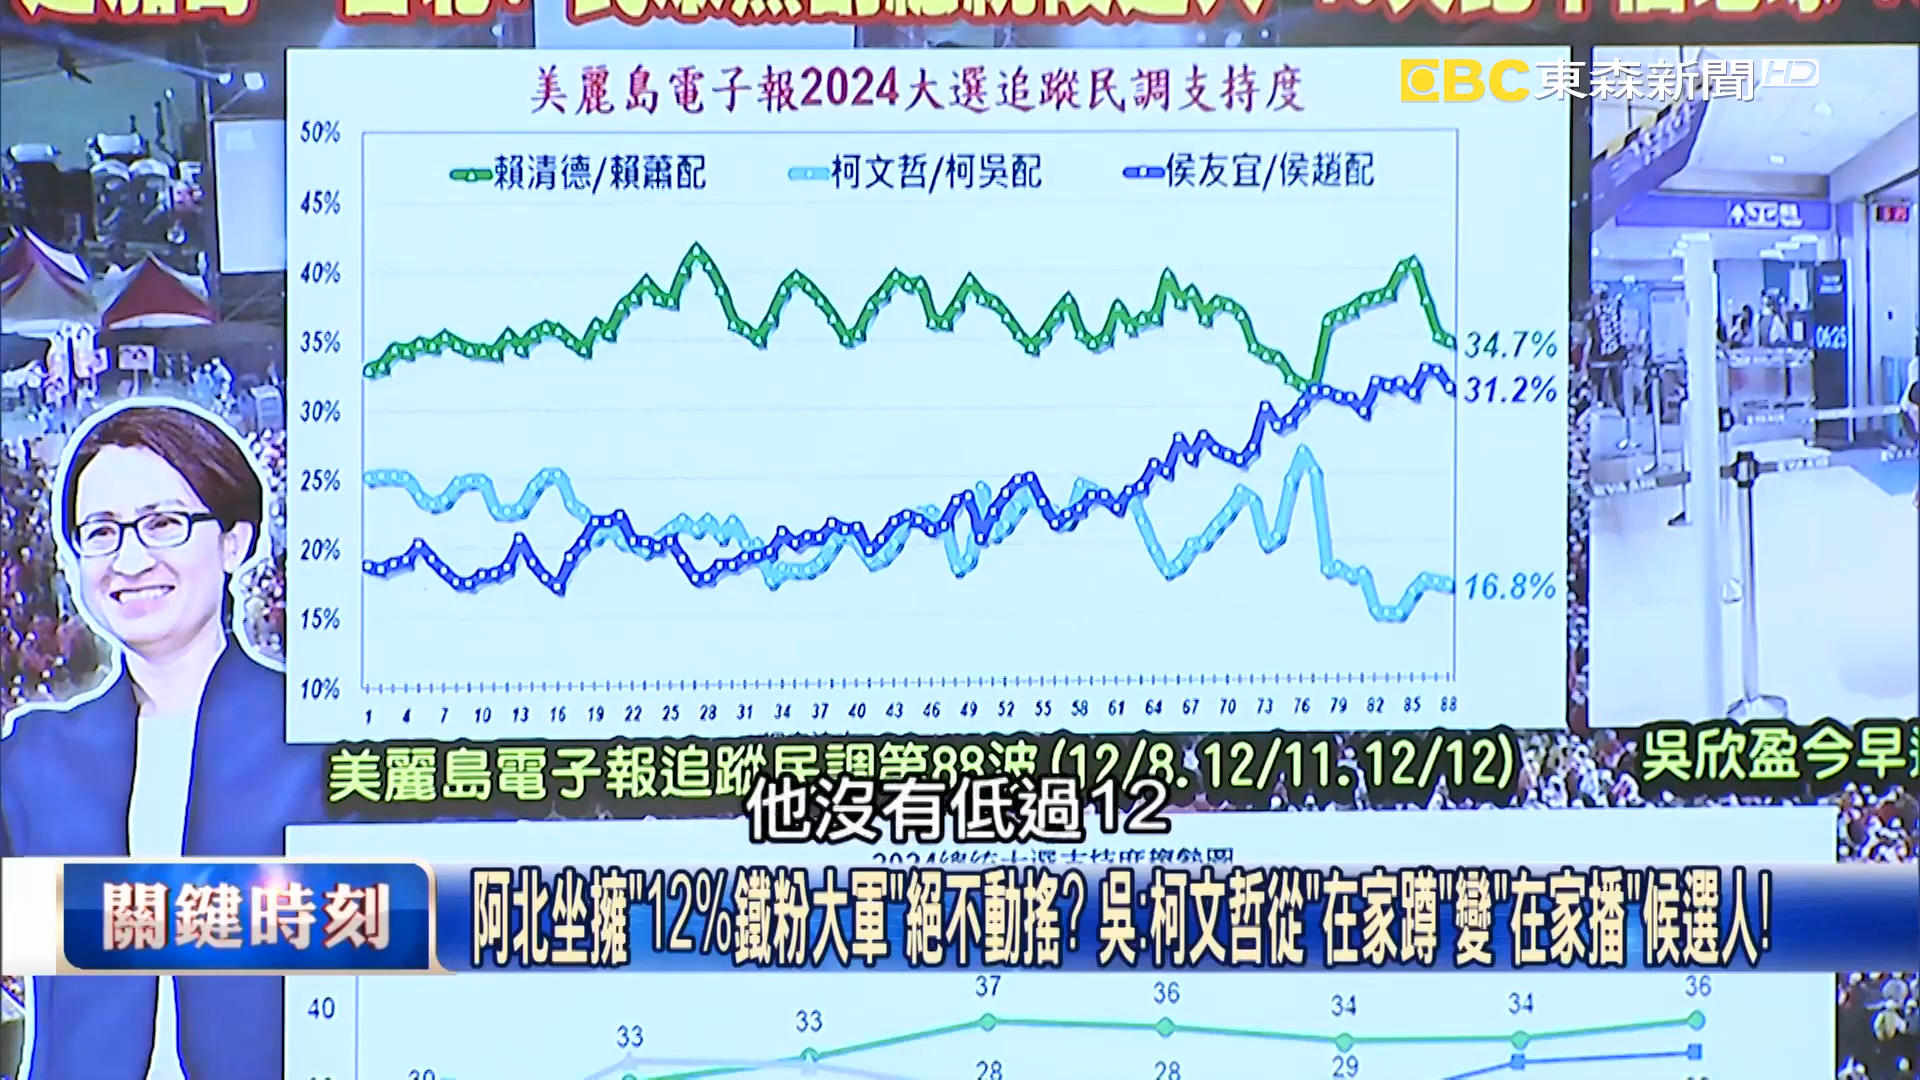 EBC 東森新聞 HD
美麗島電子報2024大選追蹤民調支持度
50%
賴清德/賴蕭配 柯文哲/柯吳配 侯友宜/侯趙配
45%
40%
35%
34.7%
31.2%
30%
25%
20%
16.8%
15%
10%
1 4 7 10 13 16 19 22 25 28 31 34 37 40 43 46 49 52 55 58 61 64 67 70 73 76 79 82 85 88
06:25
美麗島電子報追蹤民調第88波(12/8.12/11.12/12)
吳欣盈今早
他沒有低過12
關鍵時刻
阿北坐擁"12%鐵粉大軍"絕不動搖? 吳:柯文哲從"在家蹲"變"在家播"候選人!
40
33 33 37 36 34 34 36
28 28 29